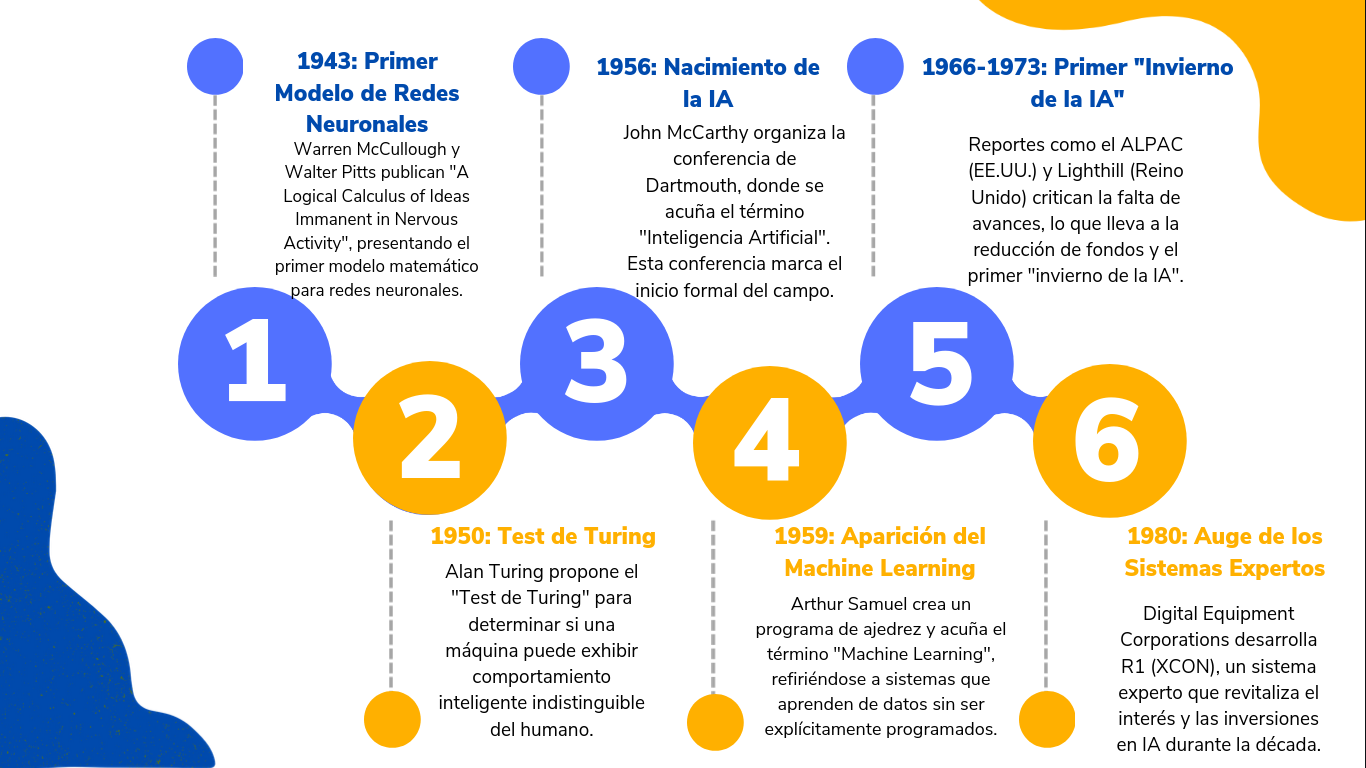 1943: Primer
Modelo de Redes
Neuronales
Warren McCullough y
Walter Pitts publican "A
Logical Calculus of Ideas
Immanent in Nervous
Activity", presentando el
primer modelo matemático
para redes neuronales.
1956: Nacimiento de
la IA
John McCarthy organiza la
conferencia de
Dartmouth, donde se
acuña el término
"Inteligencia Artificial".
Esta conferencia marca el
inicio formal del campo.
1966-1973: Primer "Invierno
de la IA"
Reportes como el ALPAC
(EE.UU.) y Lighthill (Reino
Unido) critican la falta de
avances, lo que lleva a la
reducción de fondos y el
primer "invierno de la IA".
1
2
3
4
5
6
1950: Test de Turing
Alan Turing propone el
"Test de Turing" para
determinar si una
máquina puede exhibir
comportamiento
inteligente indistinguible
del humano.
1959: Aparición del
Machine Learning
Arthur Samuel crea un
programa de ajedrez y acuña el
término "Machine Learning",
refiriéndose a sistemas que
aprenden de datos sin ser
explícitamente programados.
1980: Auge de los
Sistemas Expertos
Digital Equipment
Corporations desarrolla
R1 (XCON), un sistema
experto que revitaliza el
interés y las inversiones
en IA durante la década.